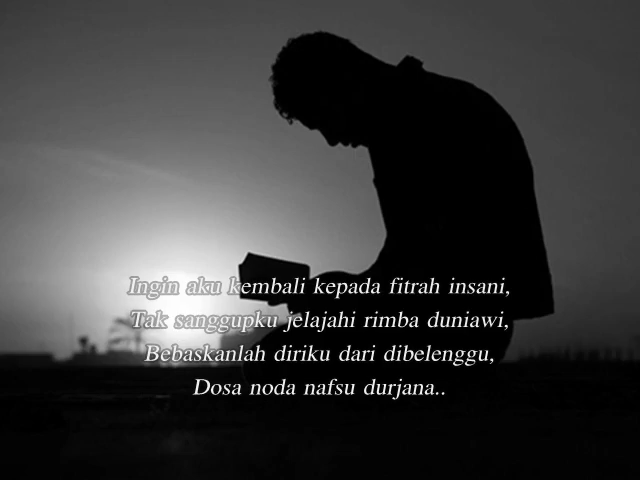 Ingin aku kembali kepada fitrah insani,
Tak sanggupku jelajahi rimba duniawi,
Bebaskanlah diriku dari dibelenggu,
Dosa noda nafsu durjana..